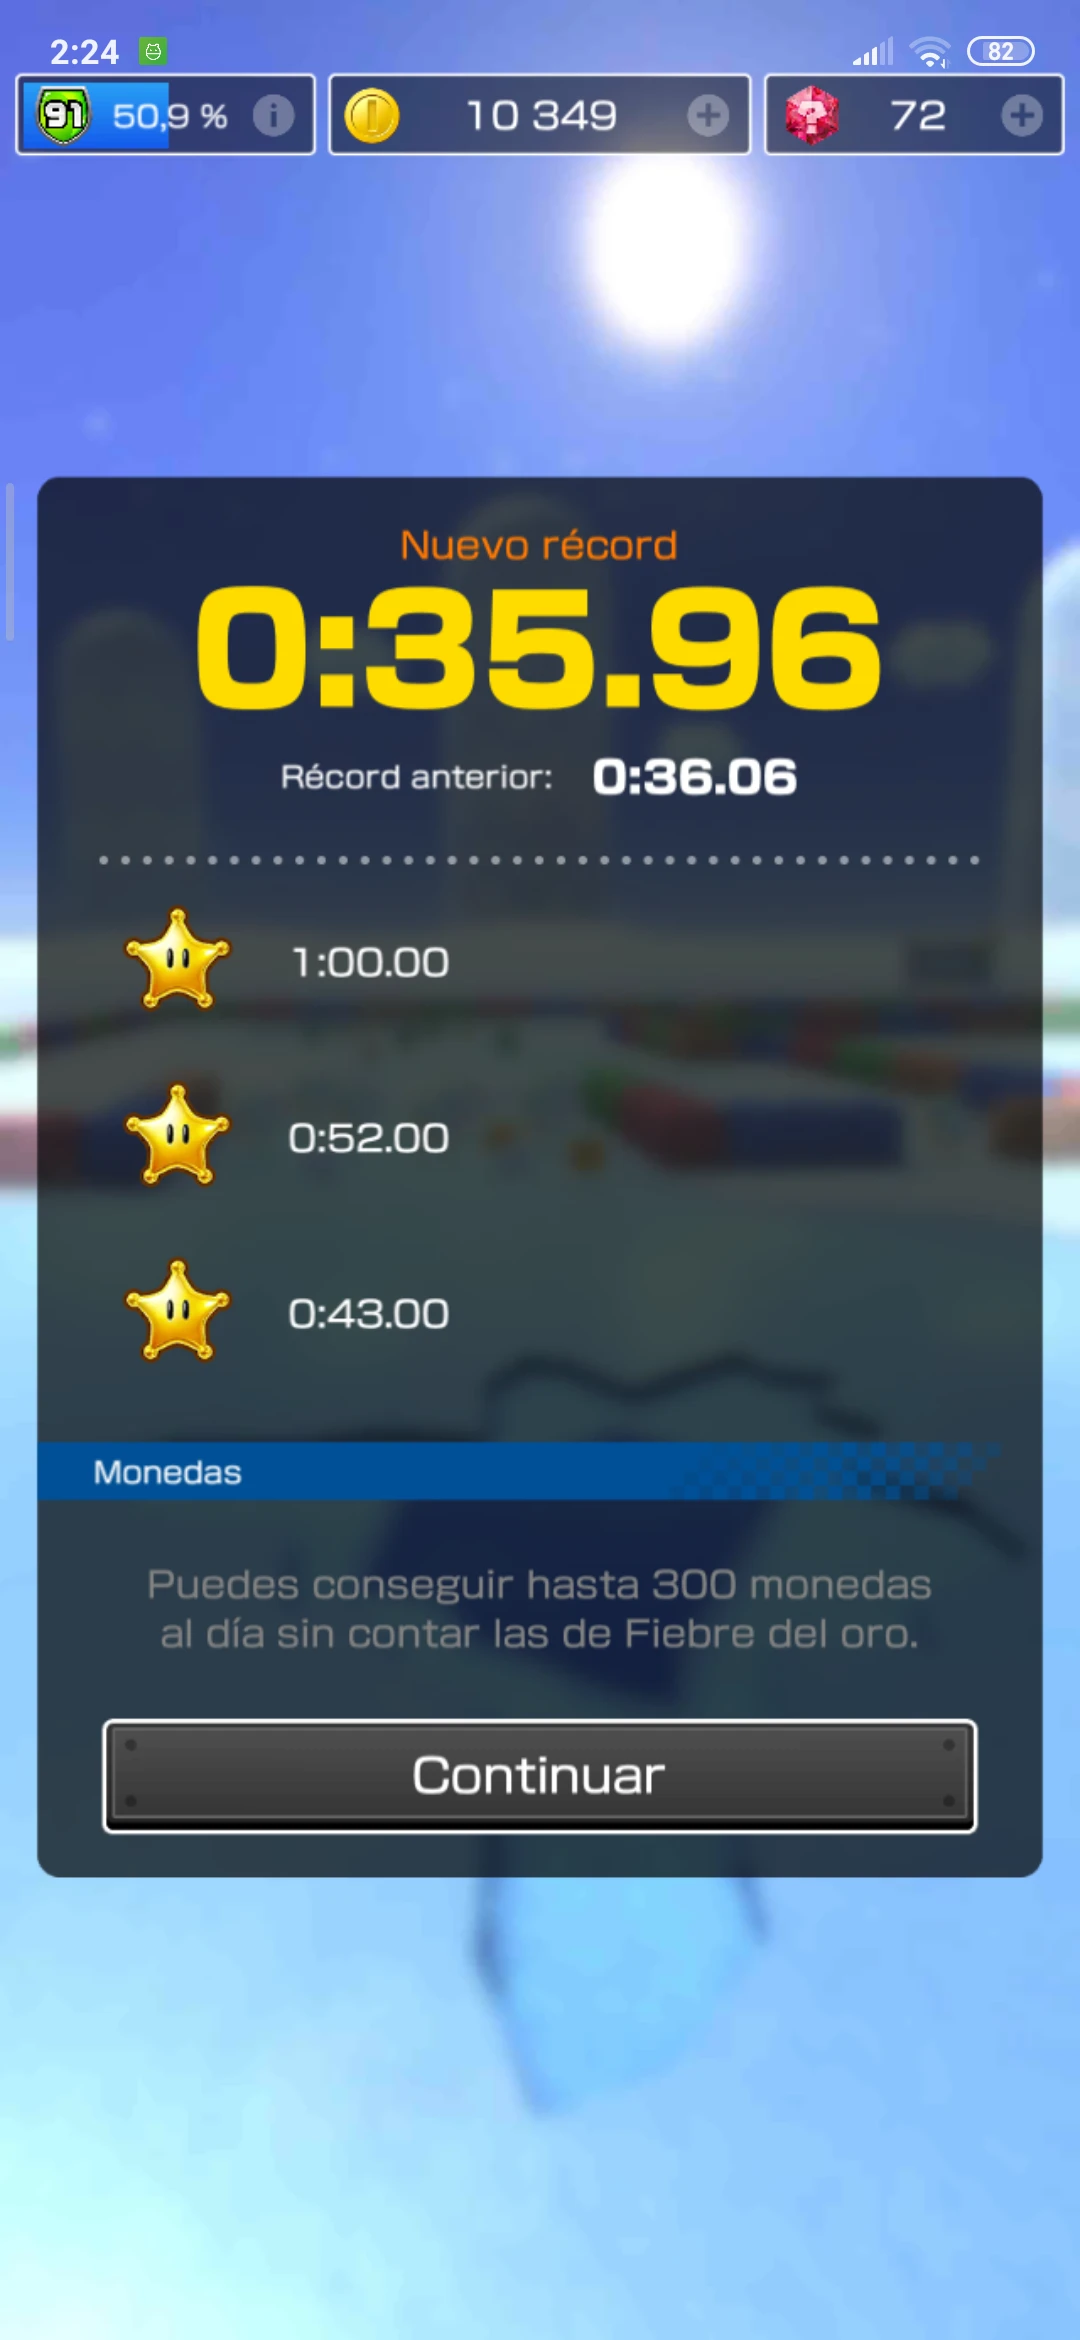 2:24
82
91 50,9 %
10 349
72
Nuevo récord
0:35.96
Récord anterior: 0:36.06
1:00.00
0:52.00
0:43.00
Monedas
Puedes conseguir hasta 300 monedas
al día sin contar las de Fiebre del oro.
Continuar